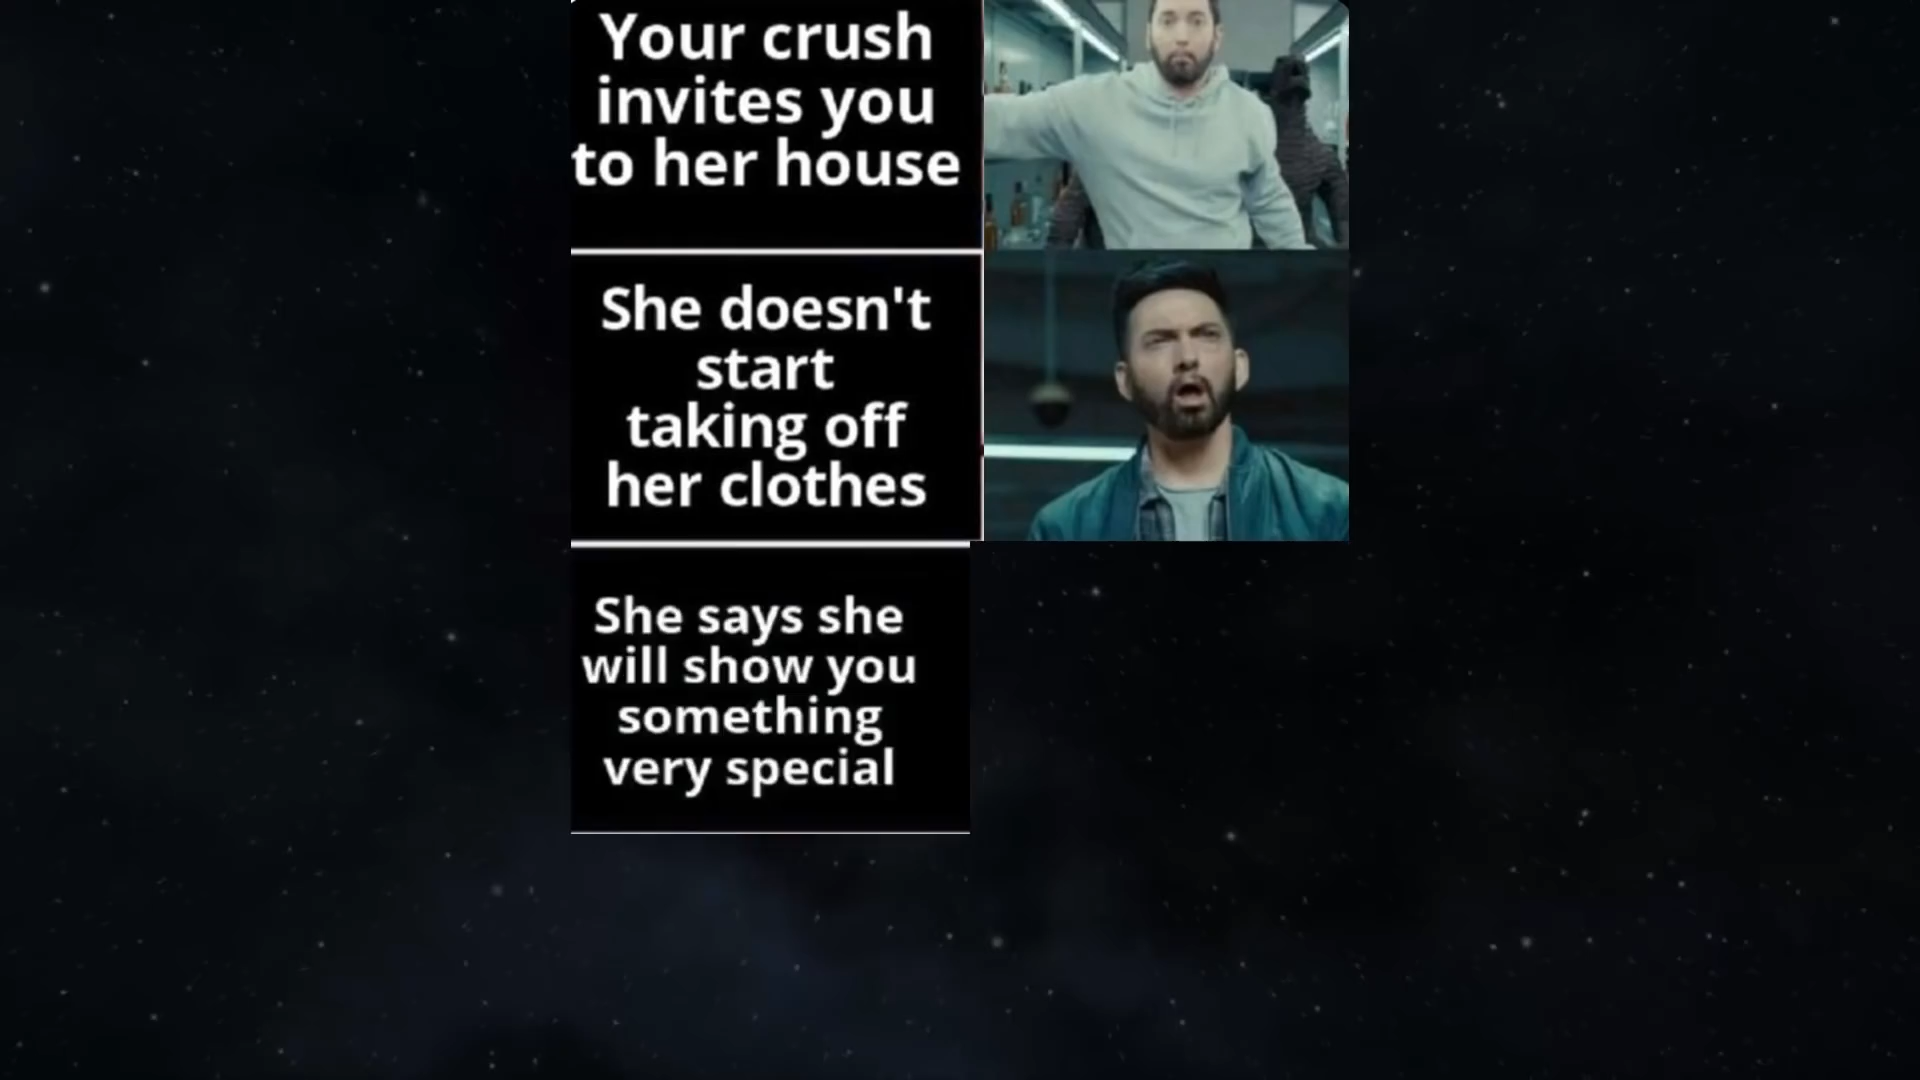 Your crush
invites you
to her house
She doesn't
start
taking off
her clothes
She says she
will show you
something
very special